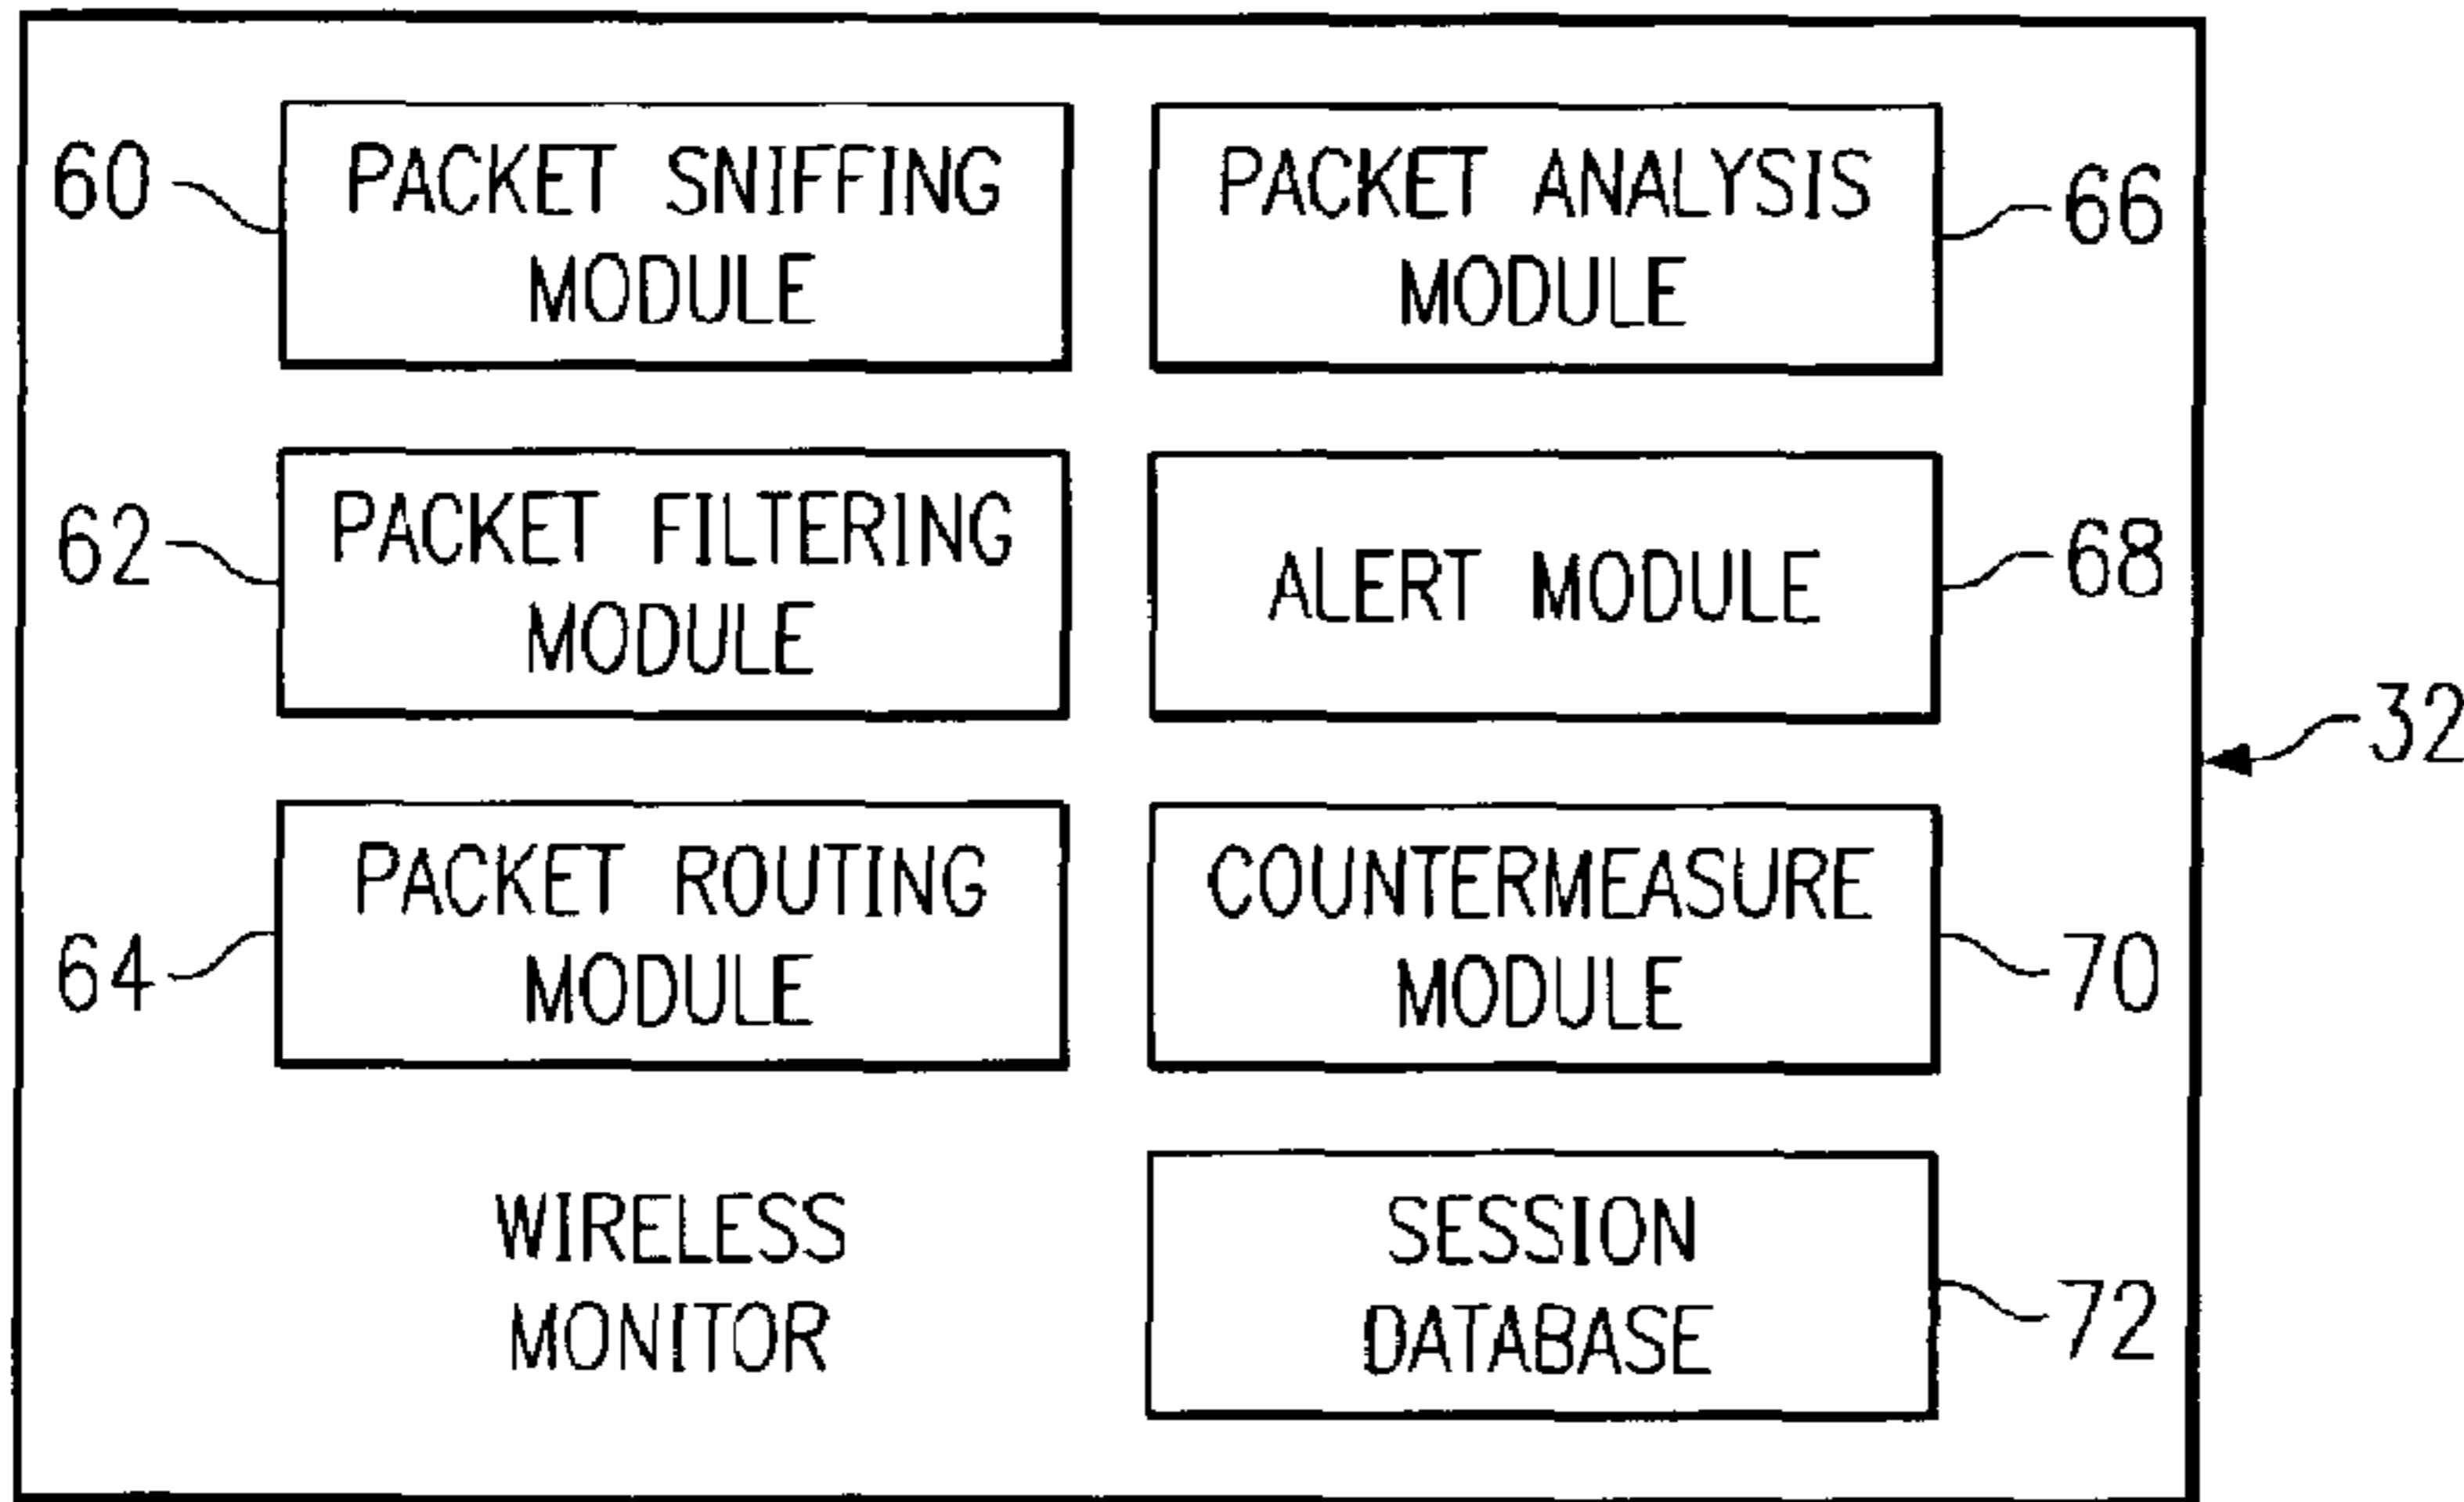 60
PACKET SNIFFING
MODULE
PACKET ANALYSIS
MODULE
66
62
PACKET FILTERING
MODULE
ALERT MODULE
68
32
64
PACKET ROUTING
MODULE
COUNTERMEASURE
MODULE
70
WIRELESS
MONITOR
SESSION
DATABASE
72